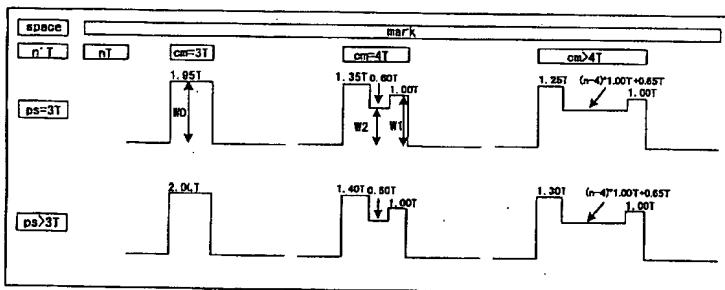 space mark
n'T nT cm=3T cm=4T cm>4T
1.95T 1.35T 0.60T 1.00T 1.25T (n-4)*1.00T+0.65T 1.00T
ps=3T W0 W2 W1
2.00T 1.40T 0.60T 1.00T 1.30T (n-4)*1.00T+0.65T 1.00T
ps>3T